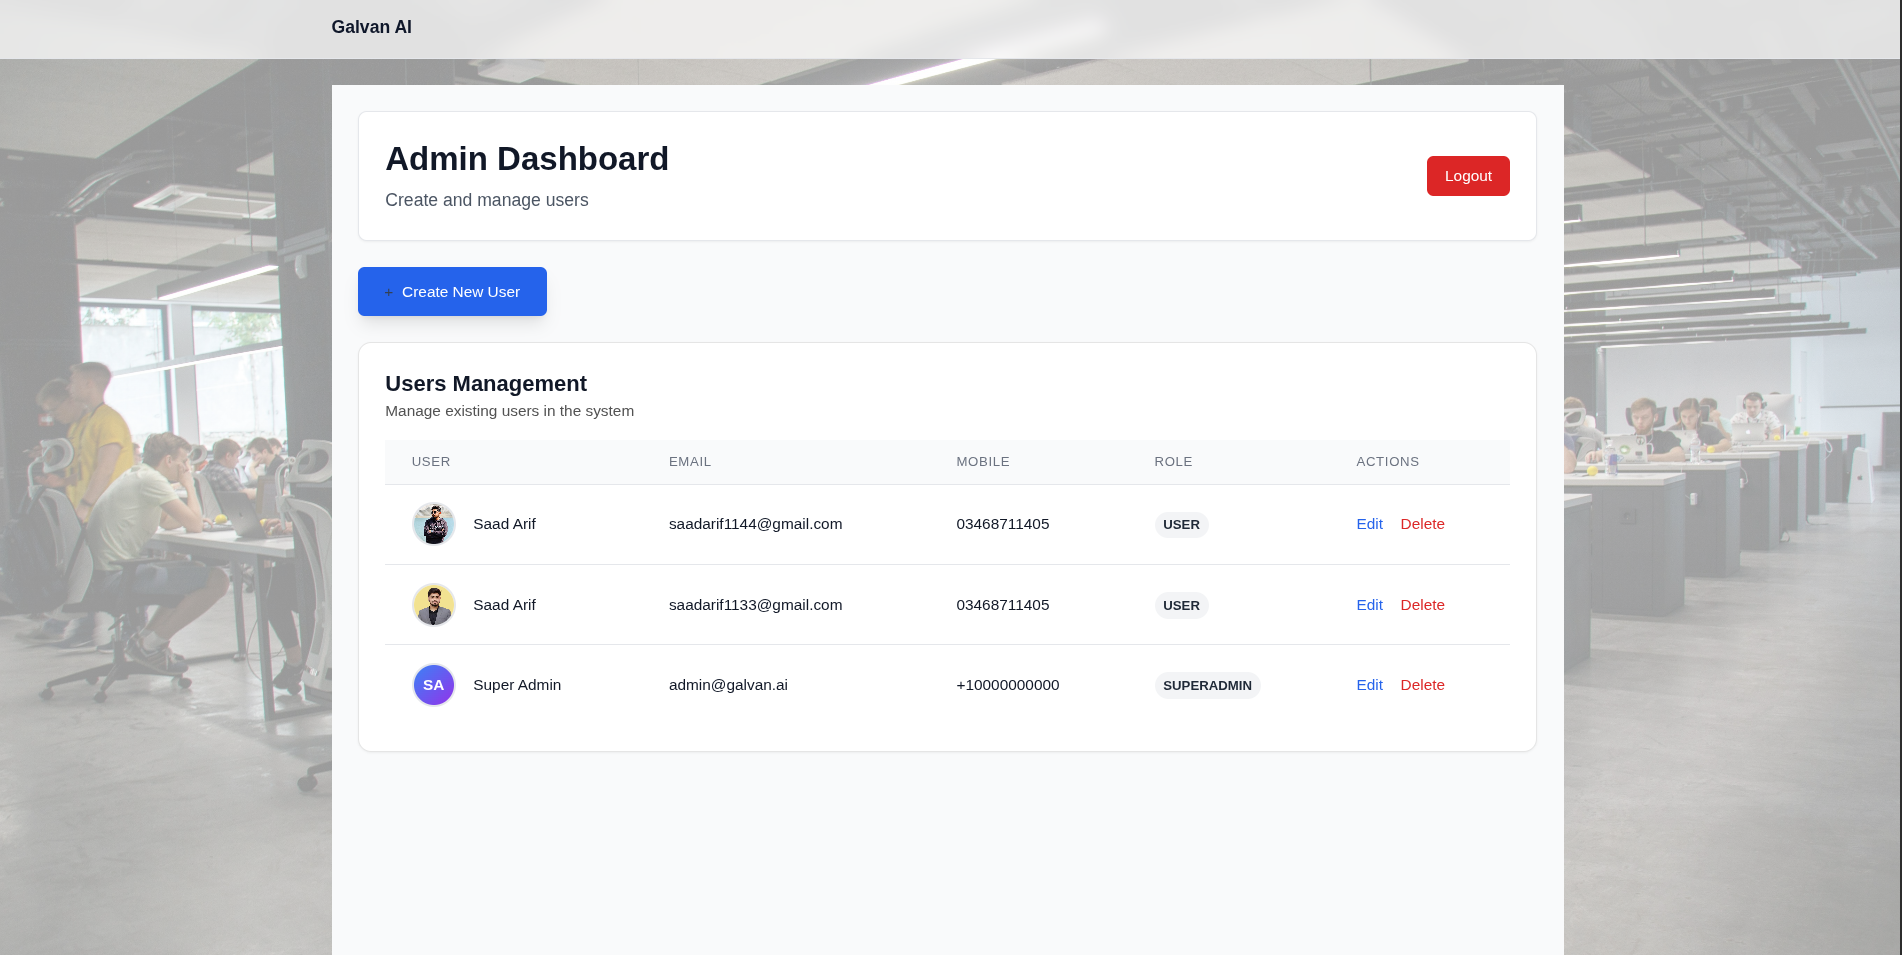 Galvan AI
Admin Dashboard
Create and manage users
Logout
+ Create New User
Users Management
Manage existing users in the system
USER EMAIL MOBILE ROLE ACTIONS
Saad Arif saadarif1144@gmail.com 03468711405 USER Edit Delete
Saad Arif saadarif1133@gmail.com 03468711405 USER Edit Delete
SA Super Admin admin@galvan.ai +10000000000 SUPERADMIN Edit Delete